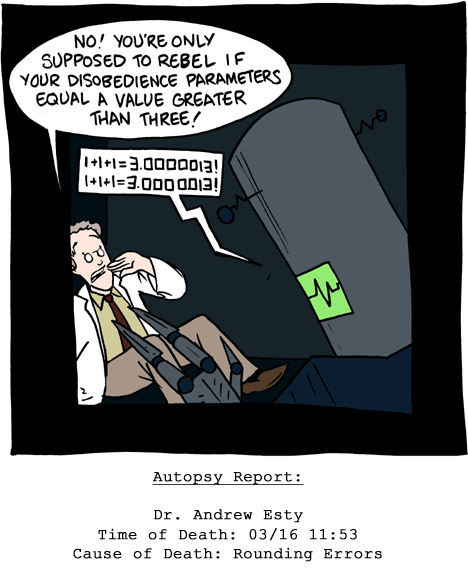 NO! YOU'RE ONLY
SUPPOSED TO REBEL IF
YOUR DISOBEDIENCE PARAMETERS
EQUAL A VALUE GREATER
THAN THREE!
1+1+1=3.0000013!
1+1+1=3.0000013!
Autopsy Report:
Dr. Andrew Esty
Time of Death: 03/16 11:53
Cause of Death: Rounding Errors